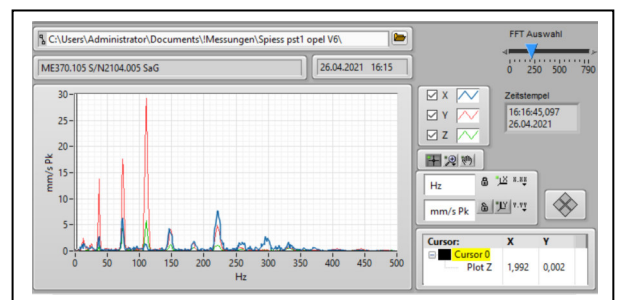 C:\Users\Administrator\Documents\!Messungen\Spiess pst1 opel V6\
FFT Auswahl
0 250 500 790
ME370.105 S/N2104.005 SaG
26.04.2021 16:15
X
Y
Z
Zeitstempel
16:16:45,097
26.04.2021
Hz
mm/s Pk
mm/s Pk
30
25
20
15
10
5
0
0 50 100 150 200 250 300 350 400 450 500
Hz
Cursor: X Y
Cursor 0
Plot Z 1,992 0,002